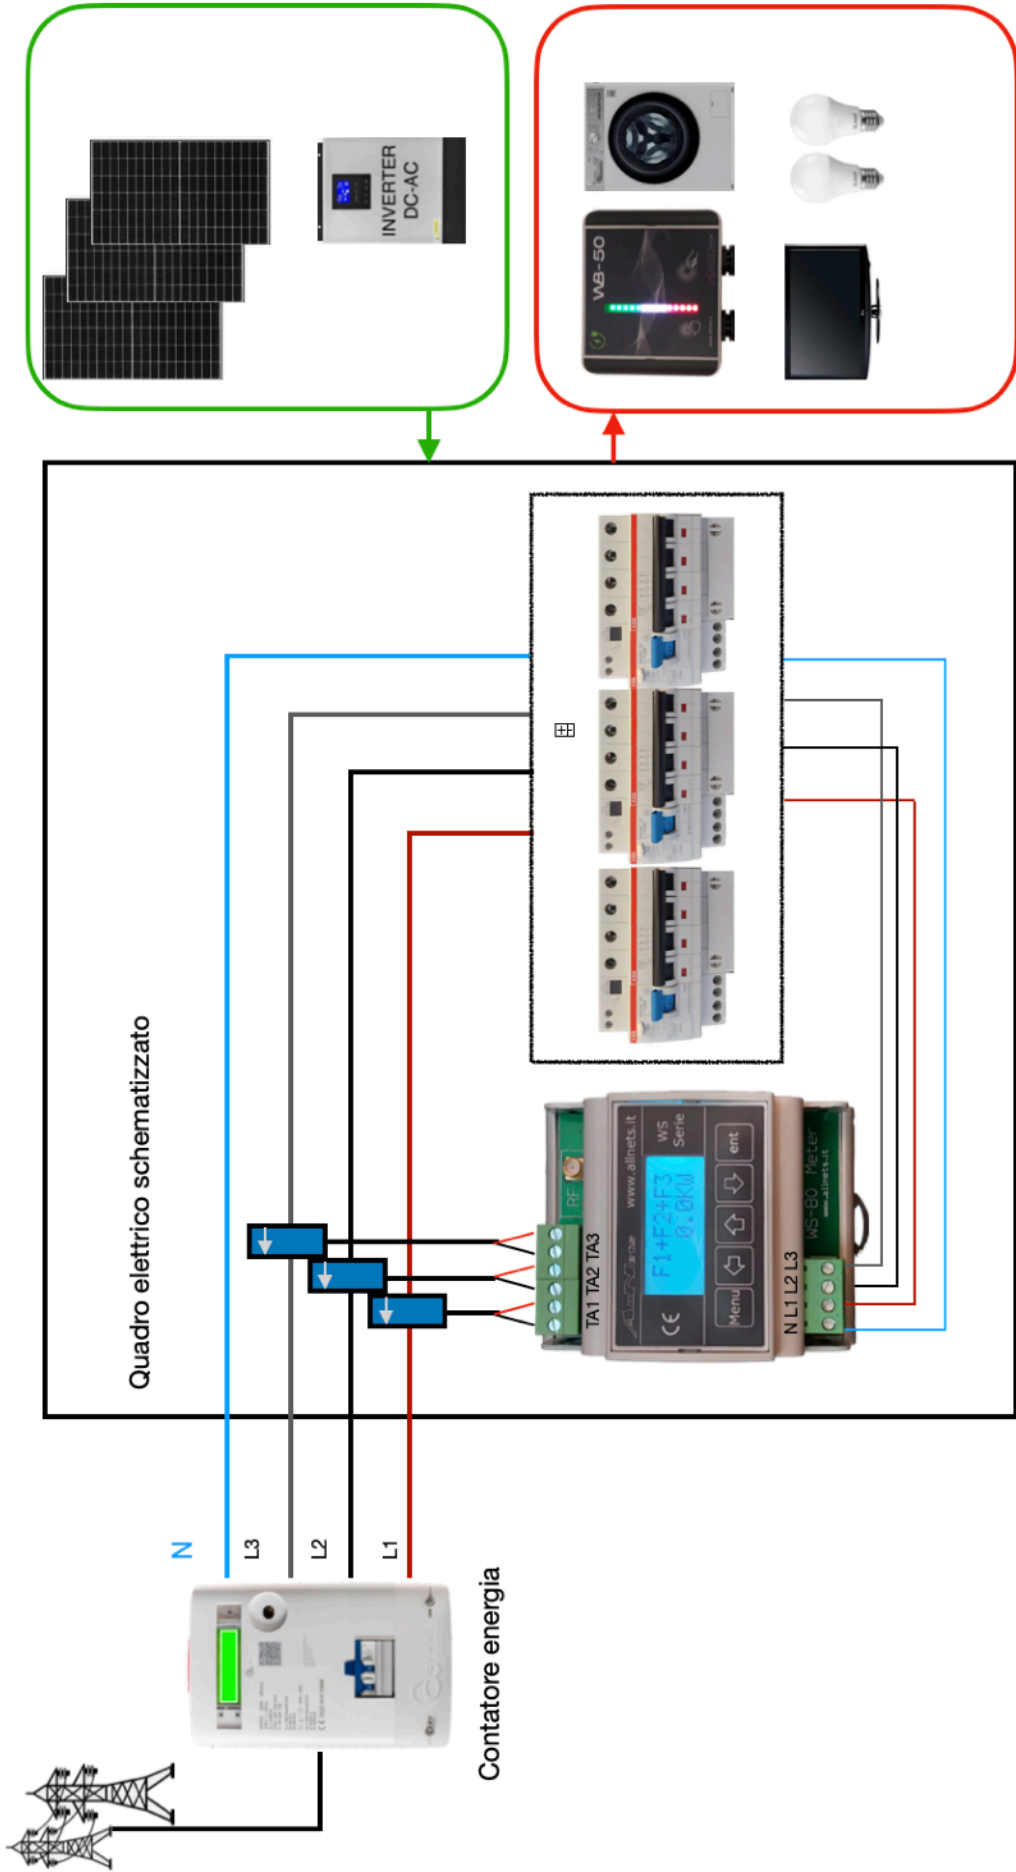 INVERTER
DC-AC
WB-50
Quadro elettrico schematizzato
N
L3
L2
L1
Contatore energia
RF
TA1 TA2 TA3
www.allnets.it
WS
Serie
F1+F2+F3
0.0KW
CE
Menu
ent
N L1 L2 L3
WS-80 Meter
www.allnets.it